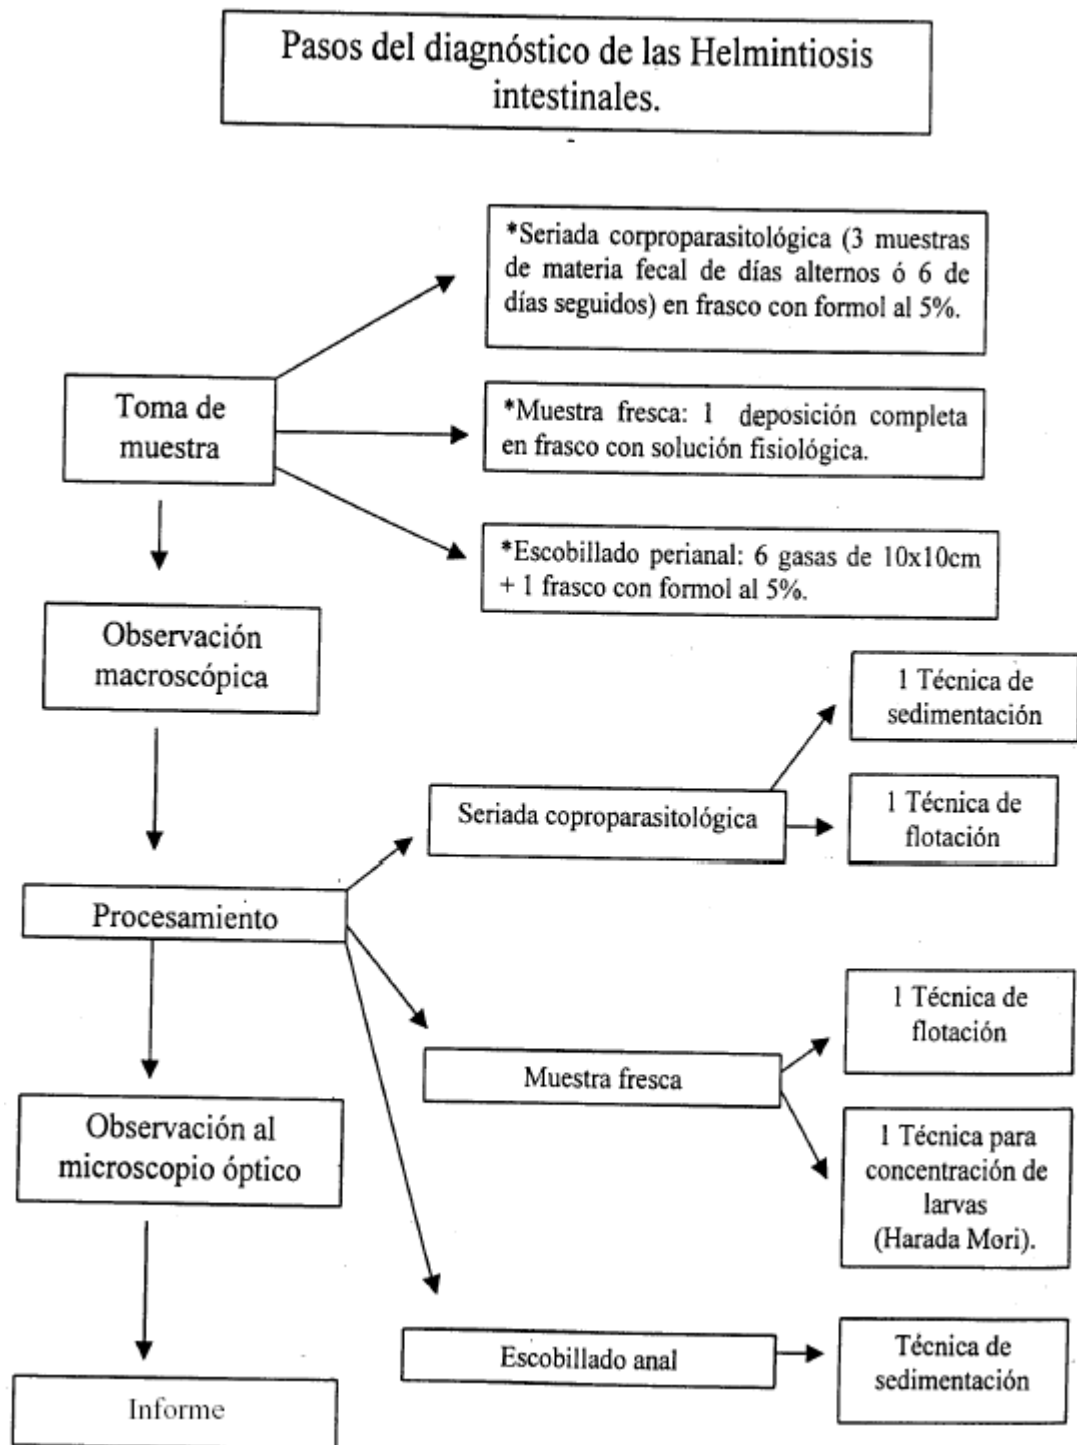 Pasos del diagnóstico de las Helmintiosis
intestinales.
*Seriada corproparasitológica (3 muestras
de materia fecal de días alternos ó 6 de
días seguidos) en frasco con formol al 5%.
Toma de
muestra
*Muestra fresca: 1 deposición completa
en frasco con solución fisiológica.
*Escobillado perianal: 6 gasas de 10x10cm
+ 1 frasco con formol al 5%.
Observación
macroscópica
1 Técnica de
sedimentación
Seriada coproparasitológica
1 Técnica de
flotación
Procesamiento
1 Técnica de
flotación
Muestra fresca
Observación al
microscopio óptico
1 Técnica para
concentración de
larvas
(Harada Mori).
Escobillado anal
Técnica de
sedimentación
Informe